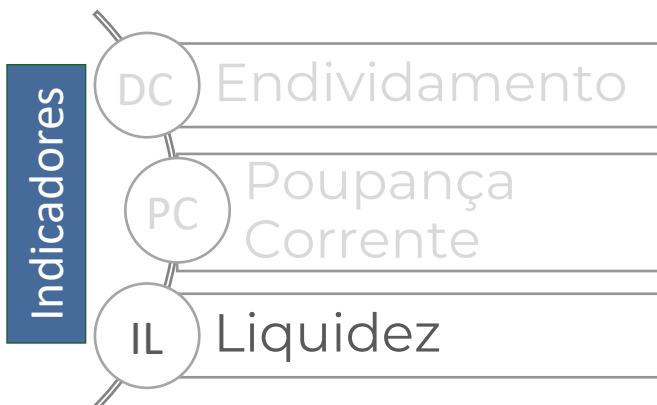 Indicadores
DC
Endividamento
PC
Poupança
Corrente
IL
Liquidez